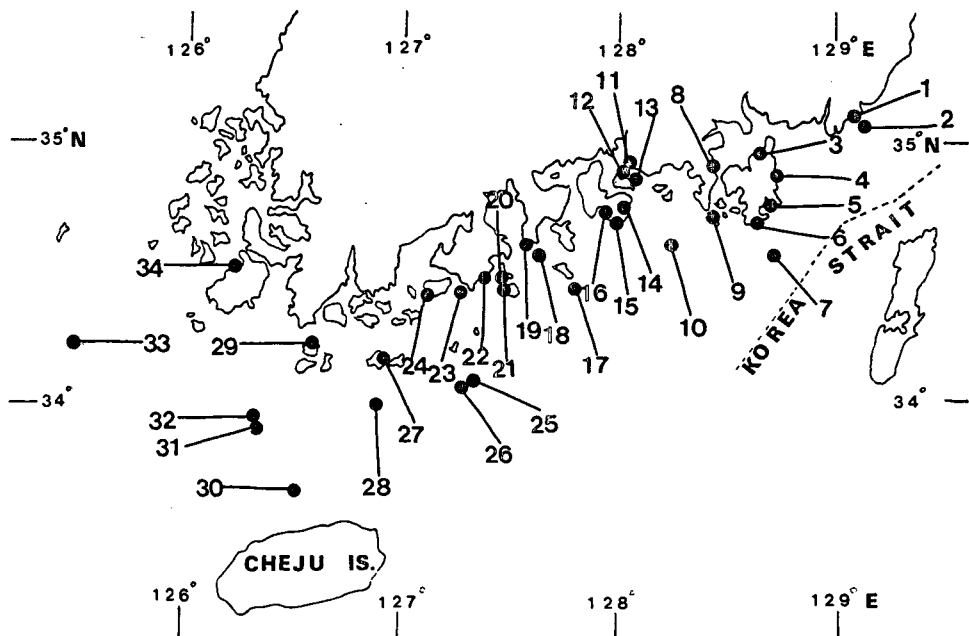 126° 127° 128° 129°E
11
12 13 8
1
35°N 2 35°N
3
4
20 5
6
34 16 14 9 7
15 10
19 18
33 29 24 23 22 21 17
KOREA STRAIT
34° 25 34°
32 27 26
31
30 28
CHEJU IS.
126° 127° 128° 129°E